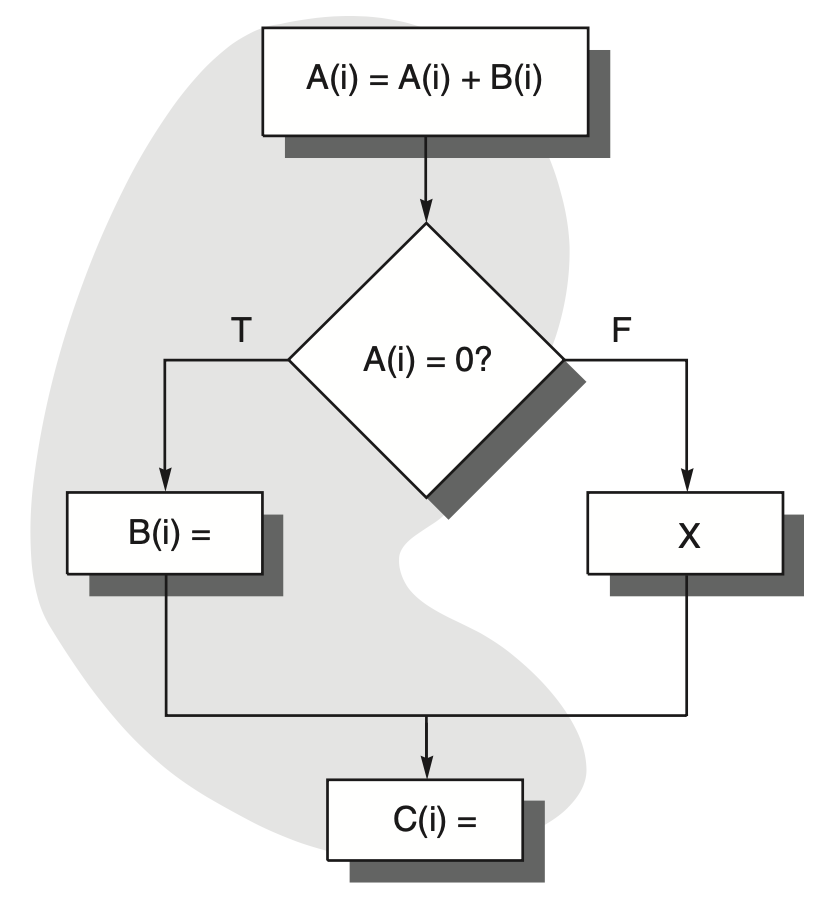 A(i) = A(i) + B(i)
T
F
A(i) = 0?
B(i) =
X
C(i) =